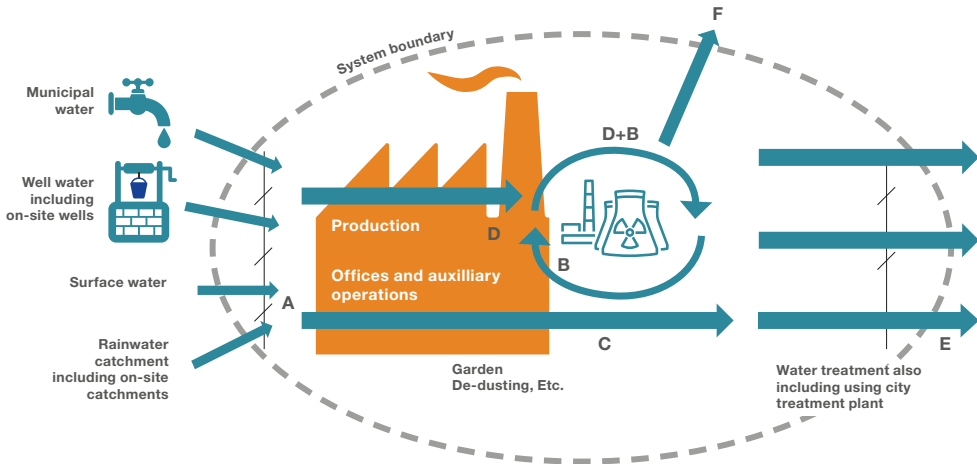 F
System boundary
Municipal
water
D+B
Well water
including
on-site wells
Production
D
B
Offices and auxilliary
operations
Surface water
A
C
E
Rainwater
catchment
including on-site
catchments
Garden
De-dusting, Etc.
Water treatment also
including using city
treatment plant